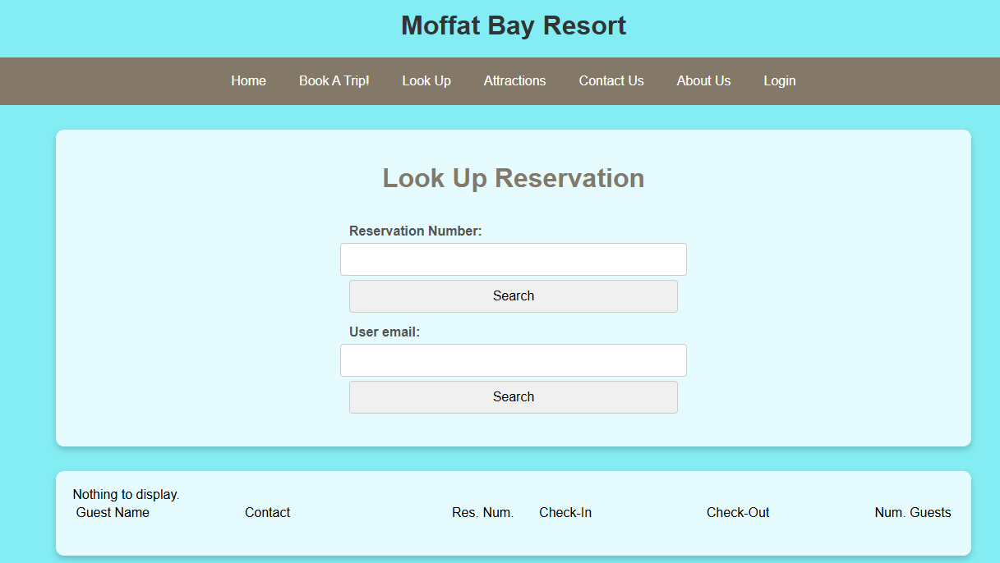 Moffat Bay Resort
Home Book A Trip! Look Up Attractions Contact Us About Us Login
Look Up Reservation
Reservation Number:
Search
User email:
Search
Nothing to display.
Guest Name Contact Res. Num. Check-In Check-Out Num. Guests